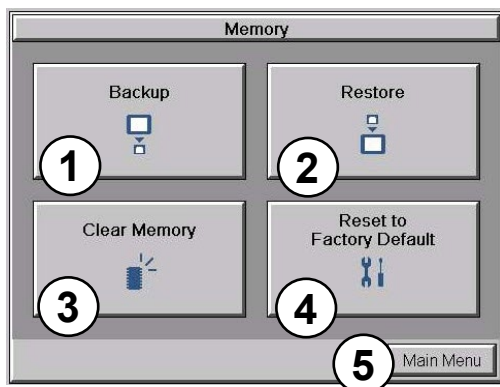 Memory
Backup
Restore
1
2
Clear Memory
Reset to
Factory Default
3
4
5
Main Menu